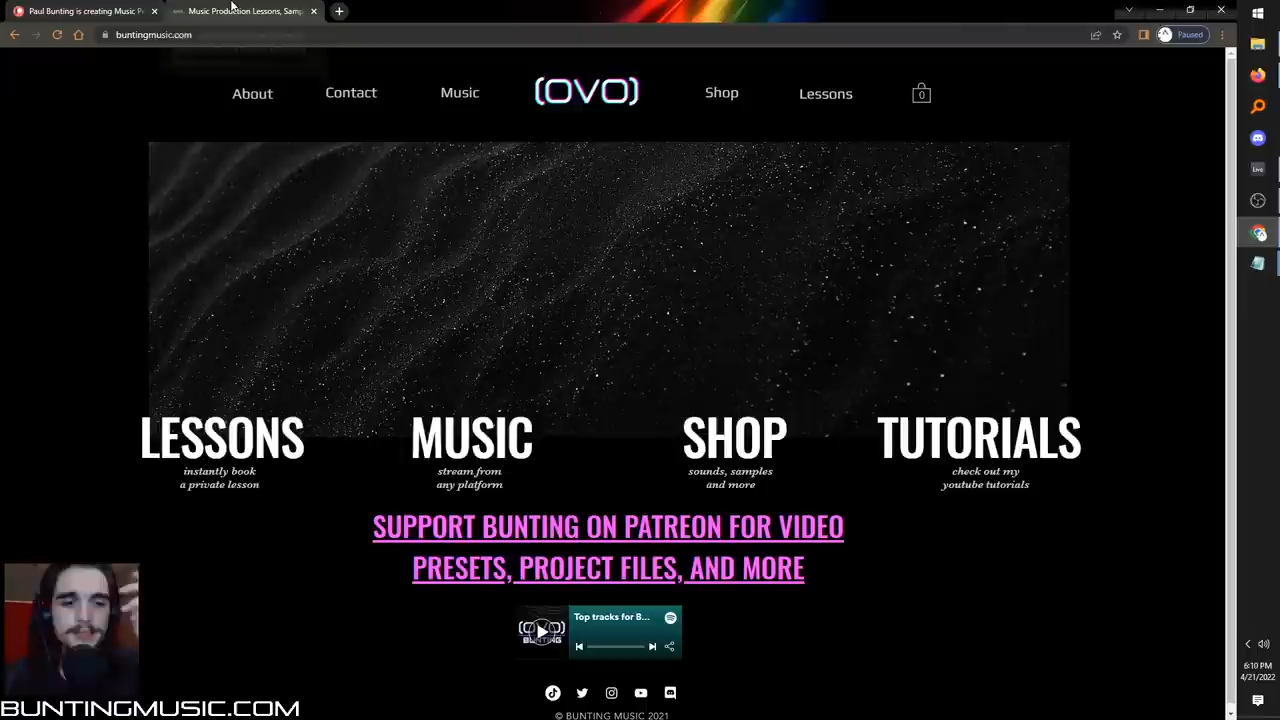 Paul Bunting is creating Music P
Music Production Lessons, Samp
buntingmusic.com
Paused
About
Contact
Music
(OVO)
Shop
Lessons
0
Live
LESSONS
instantly book
a private lesson
MUSIC
stream from
any platform
SHOP
sounds, samples
and more
TUTORIALS
check out my
youtube tutorials
SUPPORT BUNTING ON PATREON FOR VIDEO
PRESETS, PROJECT FILES, AND MORE
(OVO)
BUNTING
Top tracks for B...
6:10 PM
4/21/2022
BUNTINGMUSIC.COM
© BUNTING MUSIC 2021